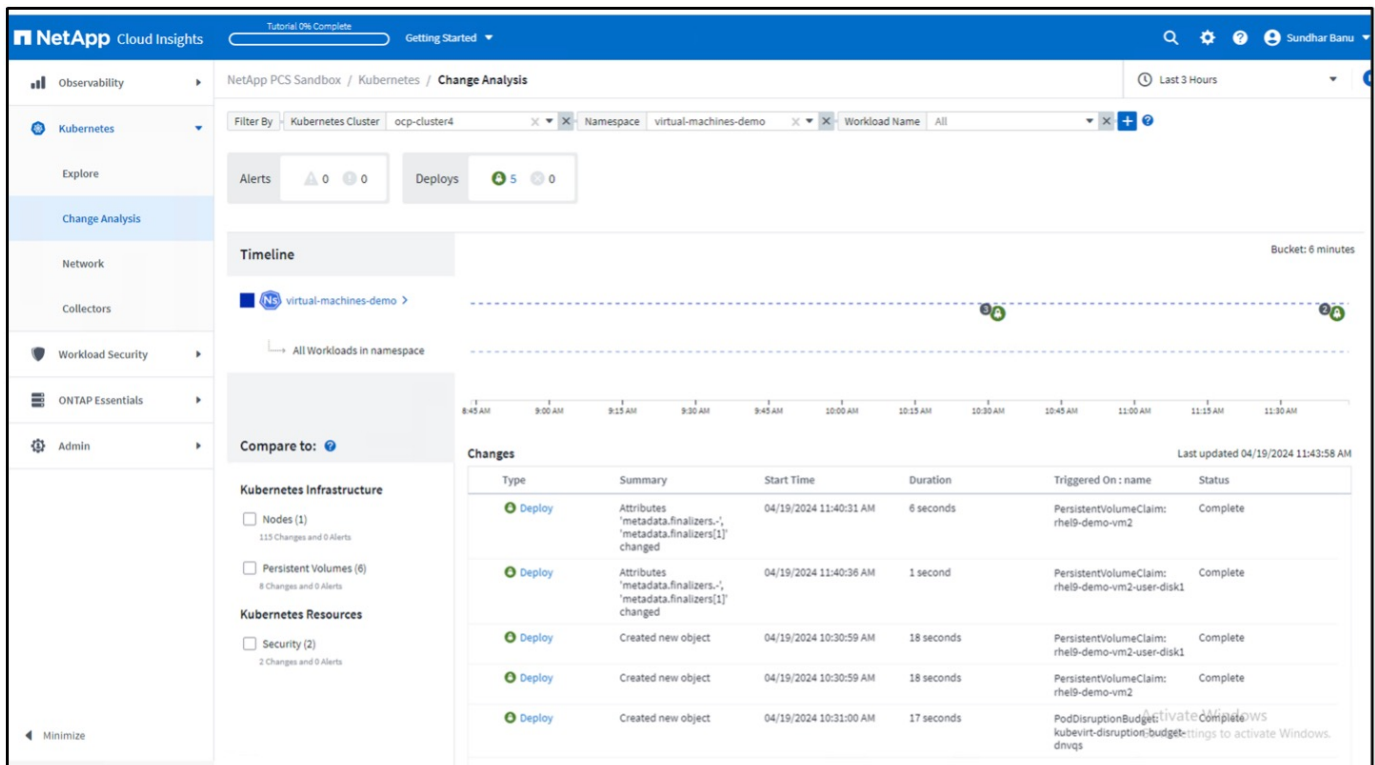 NetApp Cloud Insights
Tutorial 0% Complete
Getting Started
Sundhar Banu
Observability
Kubernetes
Explore
Change Analysis
Network
Collectors
Workload Security
ONTAP Essentials
Admin
Minimize
NetApp PCS Sandbox / Kubernetes / Change Analysis
Last 3 Hours
Filter By Kubernetes Cluster ocp-cluster4 Namespace virtual-machines-demo Workload Name All
Alerts 0 0
Deploys 5 0
Timeline
Bucket: 6 minutes
Ns virtual-machines-demo
3
2
All Workloads in namespace
8:45 AM 9:00 AM 9:15 AM 9:30 AM 9:45 AM 10:00 AM 10:15 AM 10:30 AM 10:45 AM 11:00 AM 11:15 AM 11:30 AM
Compare to:
Kubernetes Infrastructure
Nodes (1)
115 Changes and 0 Alerts
Persistent Volumes (6)
8 Changes and 0 Alerts
Kubernetes Resources
Security (2)
2 Changes and 0 Alerts
Changes
Last updated 04/19/2024 11:43:58 AM
Type Summary Start Time Duration Triggered On : name Status
Deploy Attributes 04/19/2024 11:40:31 AM 6 seconds PersistentVolumeClaim: Complete
'metadata.finalizers.-', rhel9-demo-vm2
'metadata.finalizers[1]'
changed
Deploy Attributes 04/19/2024 11:40:36 AM 1 second PersistentVolumeClaim: Complete
'metadata.finalizers.-', rhel9-demo-vm2-user-disk1
'metadata.finalizers[1]'
changed
Deploy Created new object 04/19/2024 10:30:59 AM 18 seconds PersistentVolumeClaim: Complete
rhel9-demo-vm2-user-disk1
Deploy Created new object 04/19/2024 10:30:59 AM 18 seconds PersistentVolumeClaim: Complete
rhel9-demo-vm2
Deploy Created new object 04/19/2024 10:31:00 AM 17 seconds PodDisruptionBudget: Complete
kubevirt-disruption-budget-
dnvqs
Activate Windows
Settings to activate Windows.